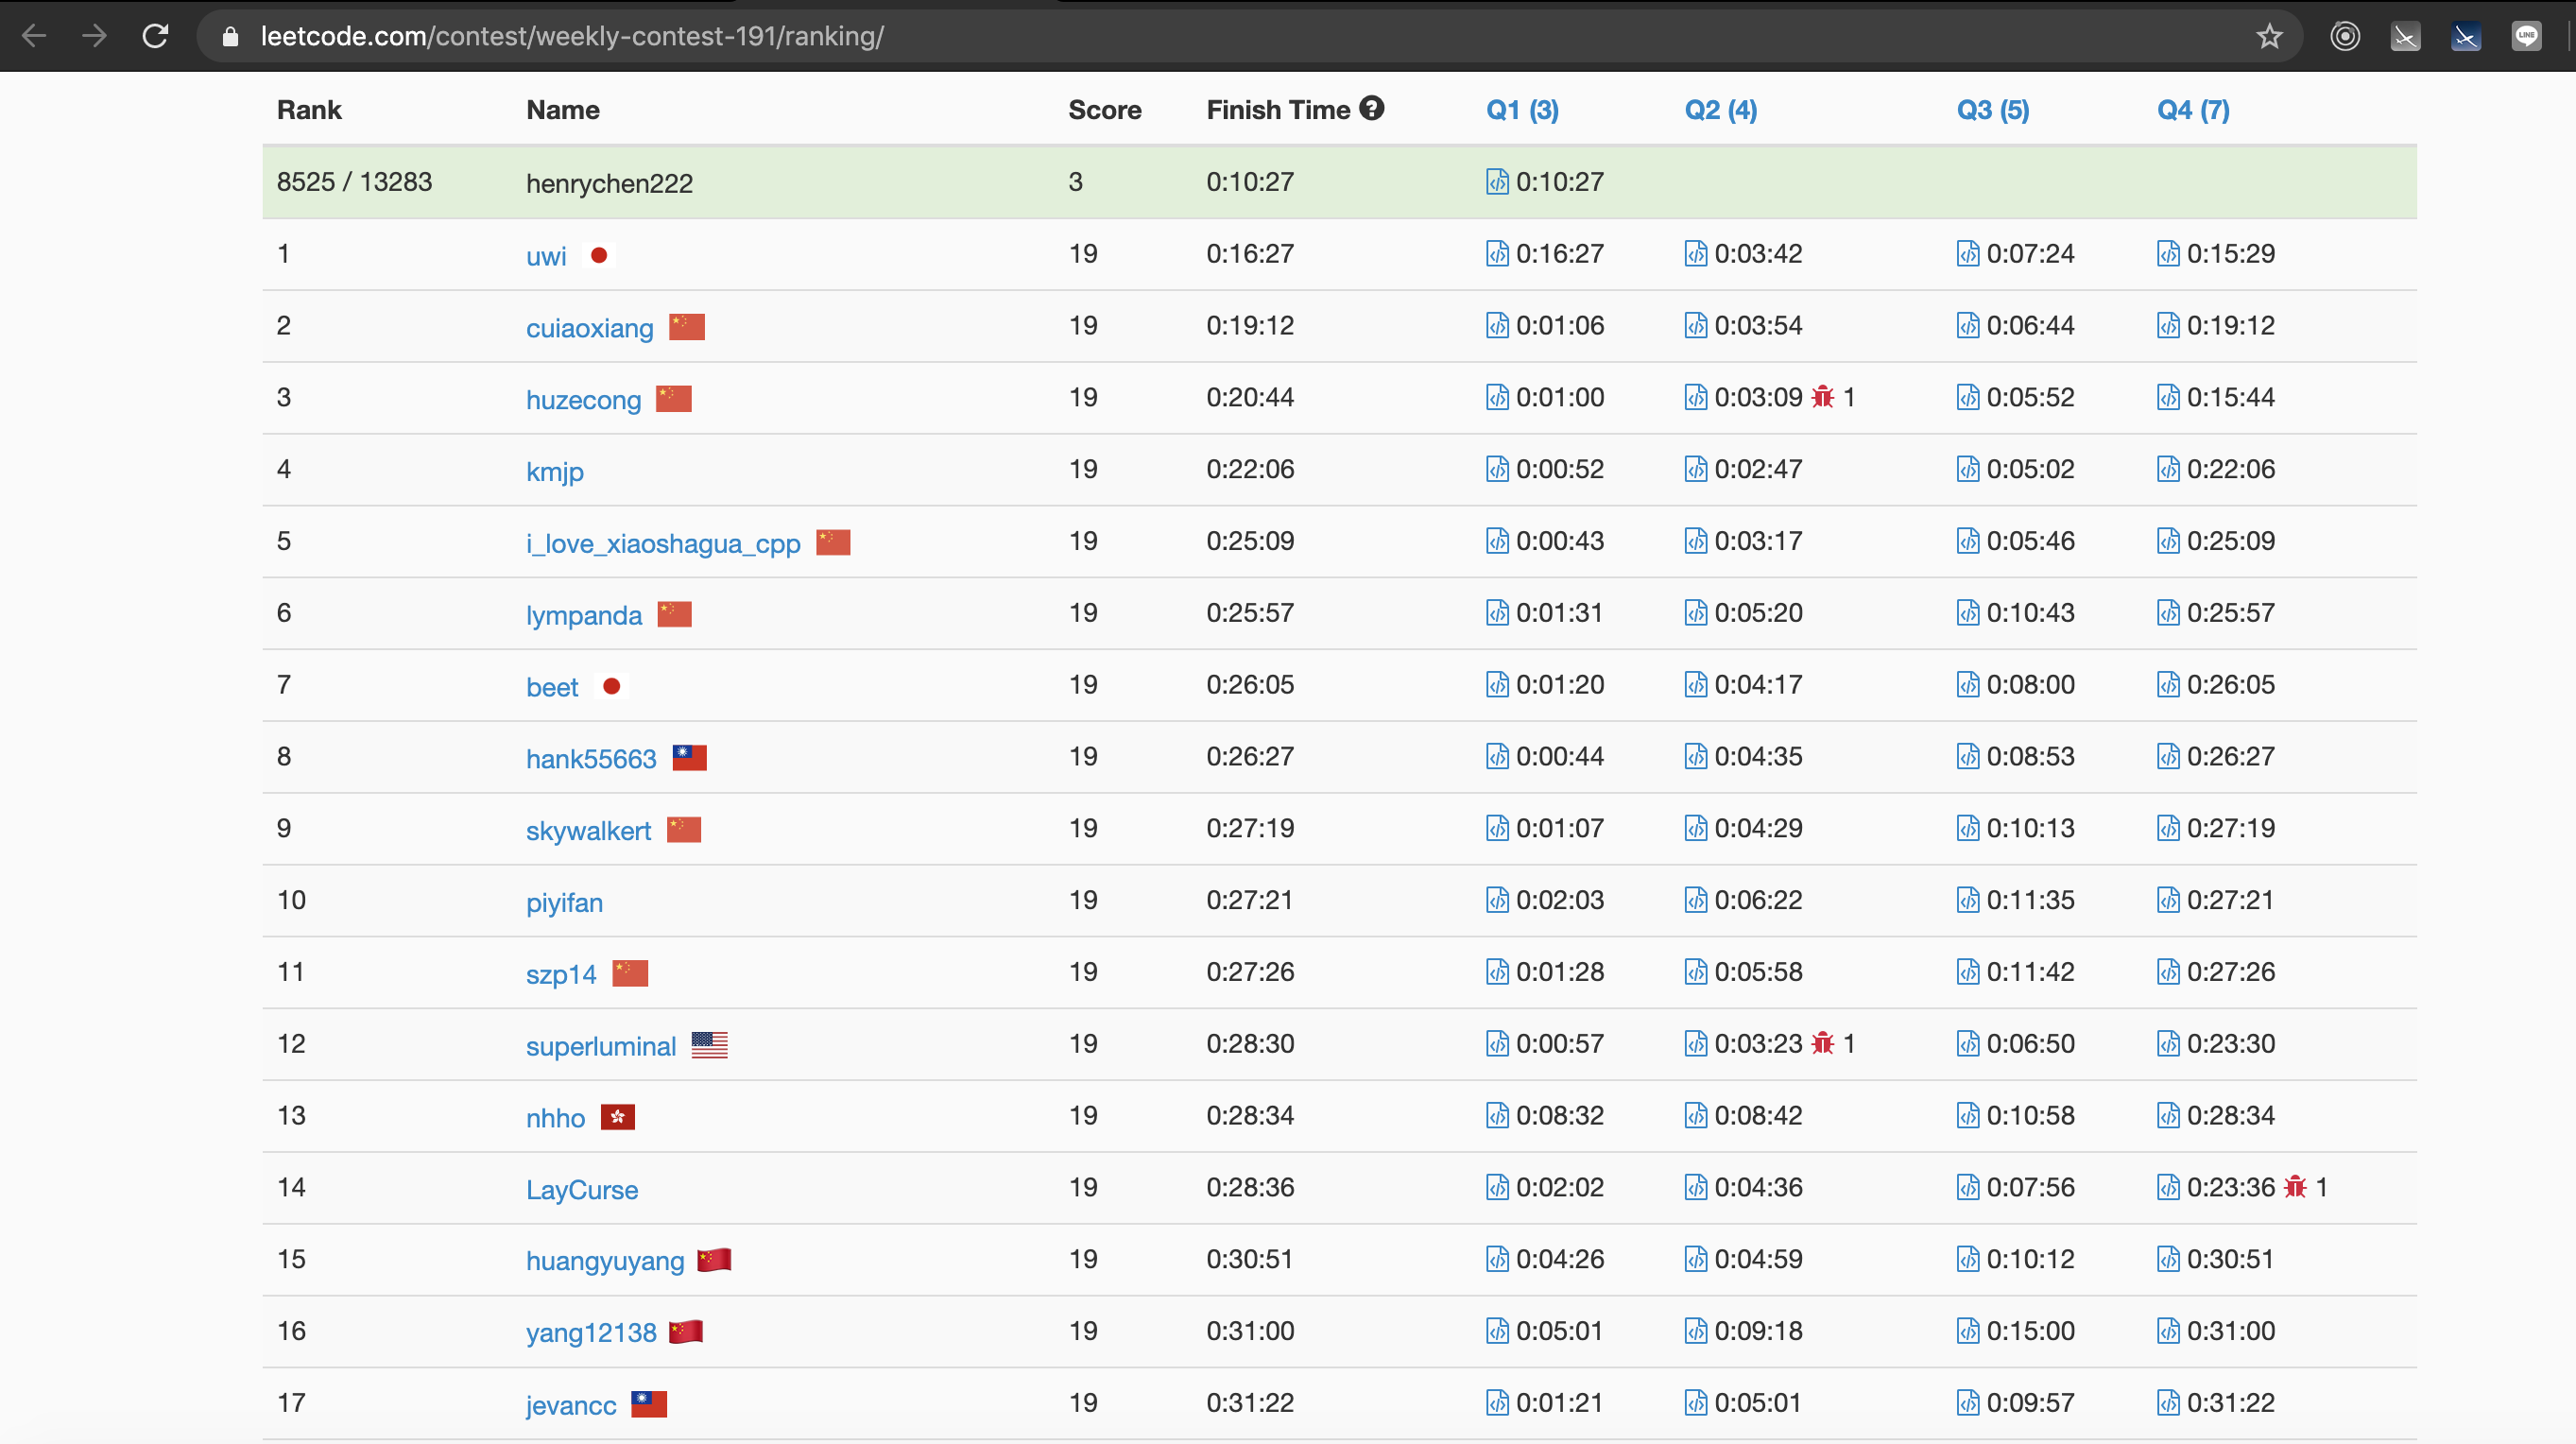 leetcode.com/contest/weekly-contest-191/ranking/
LINE
Rank Name Score Finish Time ? Q1 (3) Q2 (4) Q3 (5) Q4 (7)
8525 / 13283 henrychen222 3 0:10:27 0:10:27
1 uwi 19 0:16:27 0:16:27 0:03:42 0:07:24 0:15:29
2 cuiaoxiang 19 0:19:12 0:01:06 0:03:54 0:06:44 0:19:12
3 huzecong 19 0:20:44 0:01:00 0:03:09 1 0:05:52 0:15:44
4 kmjp 19 0:22:06 0:00:52 0:02:47 0:05:02 0:22:06
5 i_love_xiaoshagua_cpp 19 0:25:09 0:00:43 0:03:17 0:05:46 0:25:09
6 lympanda 19 0:25:57 0:01:31 0:05:20 0:10:43 0:25:57
7 beet 19 0:26:05 0:01:20 0:04:17 0:08:00 0:26:05
8 hank55663 19 0:26:27 0:00:44 0:04:35 0:08:53 0:26:27
9 skywalkert 19 0:27:19 0:01:07 0:04:29 0:10:13 0:27:19
10 piyifan 19 0:27:21 0:02:03 0:06:22 0:11:35 0:27:21
11 szp14 19 0:27:26 0:01:28 0:05:58 0:11:42 0:27:26
12 superluminal 19 0:28:30 0:00:57 0:03:23 1 0:06:50 0:23:30
13 nhho 19 0:28:34 0:08:32 0:08:42 0:10:58 0:28:34
14 LayCurse 19 0:28:36 0:02:02 0:04:36 0:07:56 0:23:36 1
15 huangyuyang 19 0:30:51 0:04:26 0:04:59 0:10:12 0:30:51
16 yang12138 19 0:31:00 0:05:01 0:09:18 0:15:00 0:31:00
17 jevancc 19 0:31:22 0:01:21 0:05:01 0:09:57 0:31:22